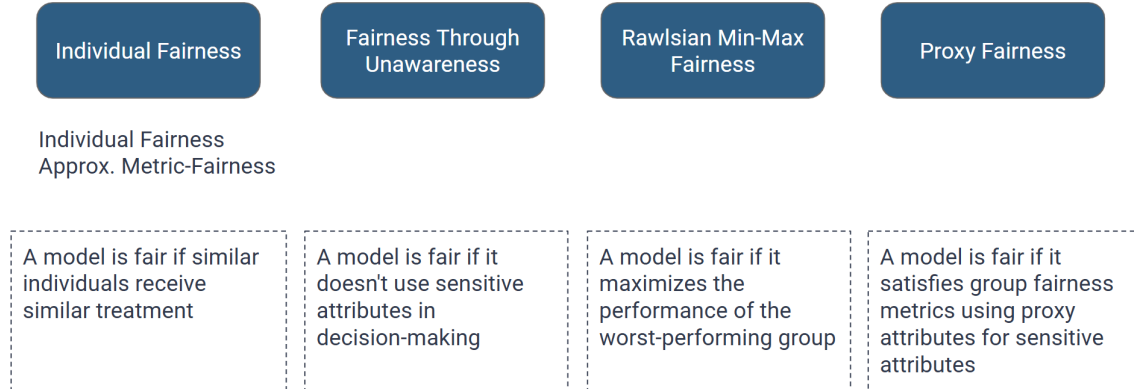 Individual Fairness
Fairness Through
Unawareness
Rawlsian Min-Max
Fairness
Proxy Fairness
Individual Fairness
Approx. Metric-Fairness
A model is fair if similar
individuals receive
similar treatment
A model is fair if it
doesn't use sensitive
attributes in
decision-making
A model is fair if it
maximizes the
performance of the
worst-performing group
A model is fair if it
satisfies group fairness
metrics using proxy
attributes for sensitive
attributes